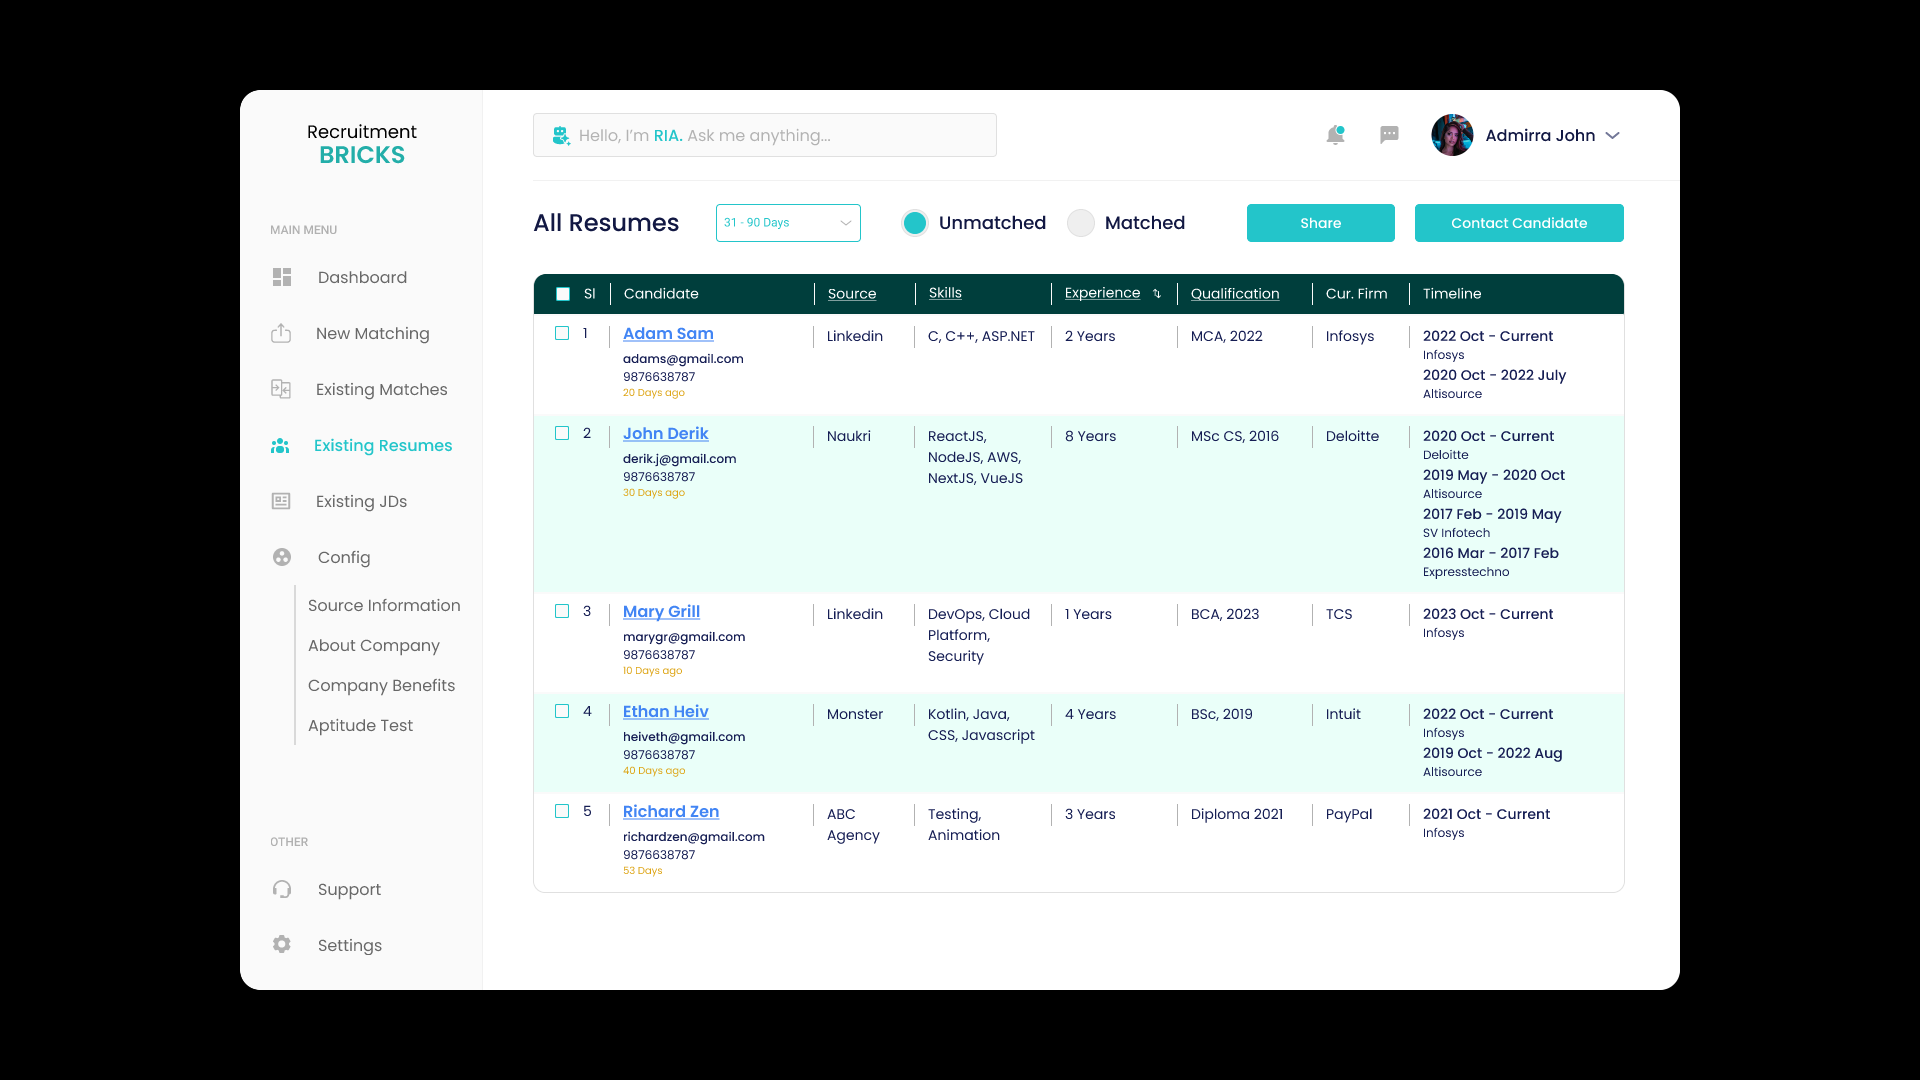 Recruitment
BRICKS
MAIN MENU
Dashboard
New Matching
Existing Matches
Existing Resumes
Existing JDs
Config
Source Information
About Company
Company Benefits
Aptitude Test
OTHER
Support
Settings
Hello, I'm RIA. Ask me anything...
Admirra John
All Resumes
31 - 90 Days
Unmatched
Matched
Share
Contact Candidate
Sl Candidate Source Skills Experience Qualification Cur. Firm Timeline
1 Adam Sam
adams@gmail.com
9876638787
20 Days ago
Linkedin
C, C++, ASP.NET
2 Years
MCA, 2022
Infosys
2022 Oct - Current
Infosys
2020 Oct - 2022 July
Altisource
2 John Derik
derik.j@gmail.com
9876638787
30 Days ago
Naukri
ReactJS,
NodeJS, AWS,
NextJS, VueJS
8 Years
MSc CS, 2016
Deloitte
2020 Oct - Current
Deloitte
2019 May - 2020 Oct
Altisource
2017 Feb - 2019 May
SV Infotech
2016 Mar - 2017 Feb
Expresstechno
3 Mary Grill
marygr@gmail.com
9876638787
10 Days ago
Linkedin
DevOps, Cloud
Platform,
Security
1 Years
BCA, 2023
TCS
2023 Oct - Current
Infosys
4 Ethan Heiv
heiveth@gmail.com
9876638787
40 Days ago
Monster
Kotlin, Java,
CSS, Javascript
4 Years
BSc, 2019
Intuit
2022 Oct - Current
Infosys
2019 Oct - 2022 Aug
Altisource
5 Richard Zen
richardzen@gmail.com
9876638787
53 Days
ABC
Agency
Testing,
Animation
3 Years
Diploma 2021
PayPal
2021 Oct - Current
Infosys